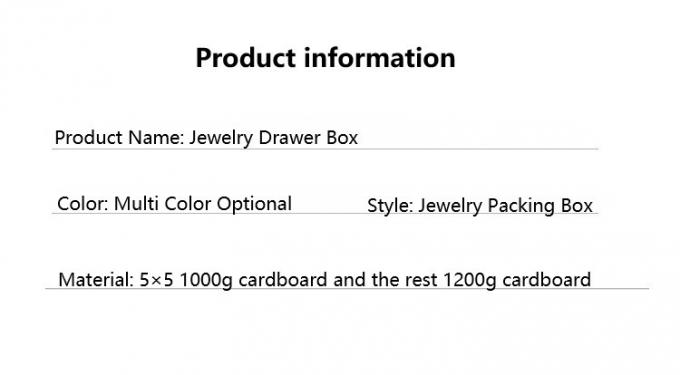 Product information
Product Name: Jewelry Drawer Box
Color: Multi Color Optional Style: Jewelry Packing Box
Material: 5×5 1000g cardboard and the rest 1200g cardboard